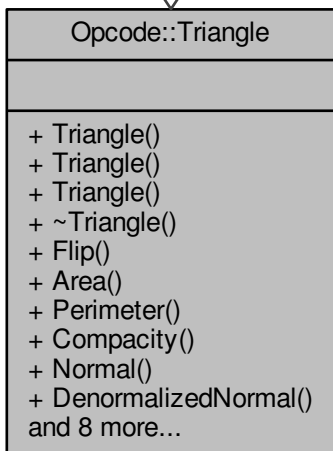 Opcode::Triangle
+ Triangle()
+ Triangle()
+ Triangle()
+ ~Triangle()
+ Flip()
+ Area()
+ Perimeter()
+ Compacity()
+ Normal()
+ DenormalizedNormal()
and 8 more...